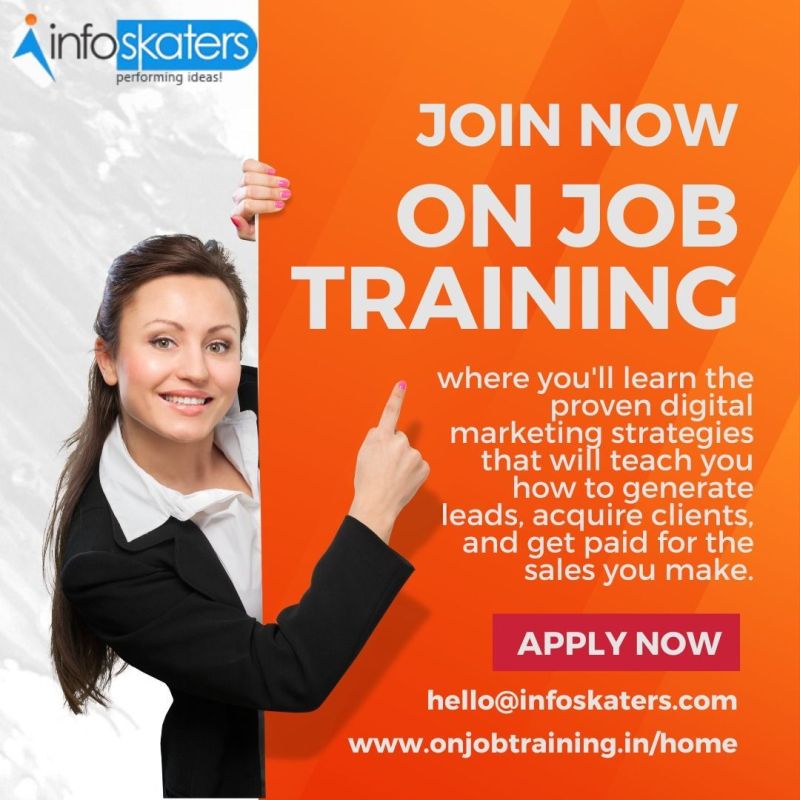 infoskaters
performing ideas!
JOIN NOW
ON JOB
TRAINING
where you'll learn the
proven digital
marketing strategies
that will teach you
how to generate
leads, acquire clients,
and get paid for the
sales you make.
APPLY NOW
hello@infoskaters.com
www.onjobtraining.in/home